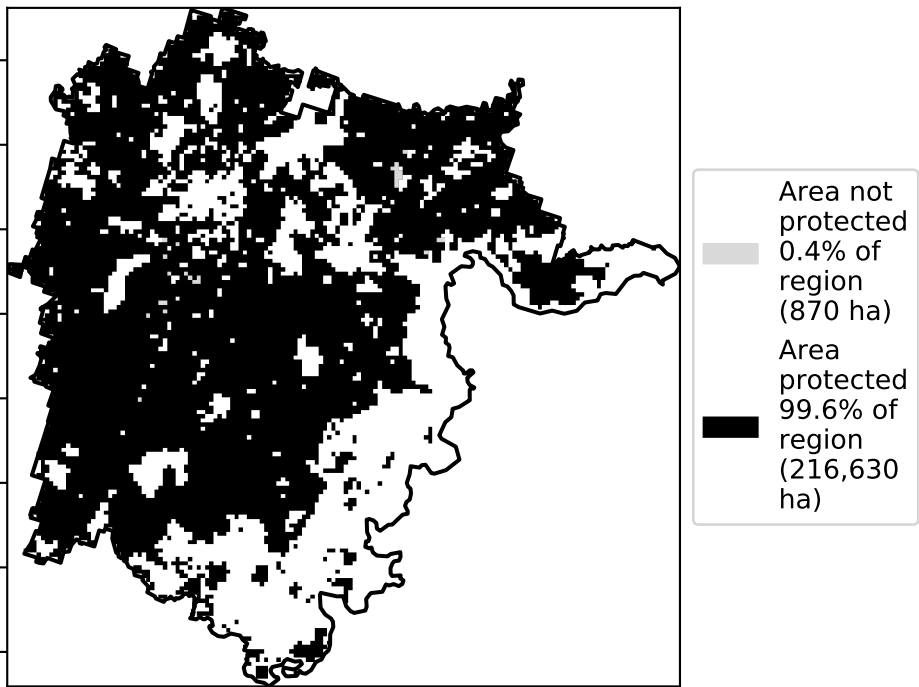 Area not
protected
0.4% of
region
(870 ha)
Area
protected
99.6% of
region
(216,630
ha)